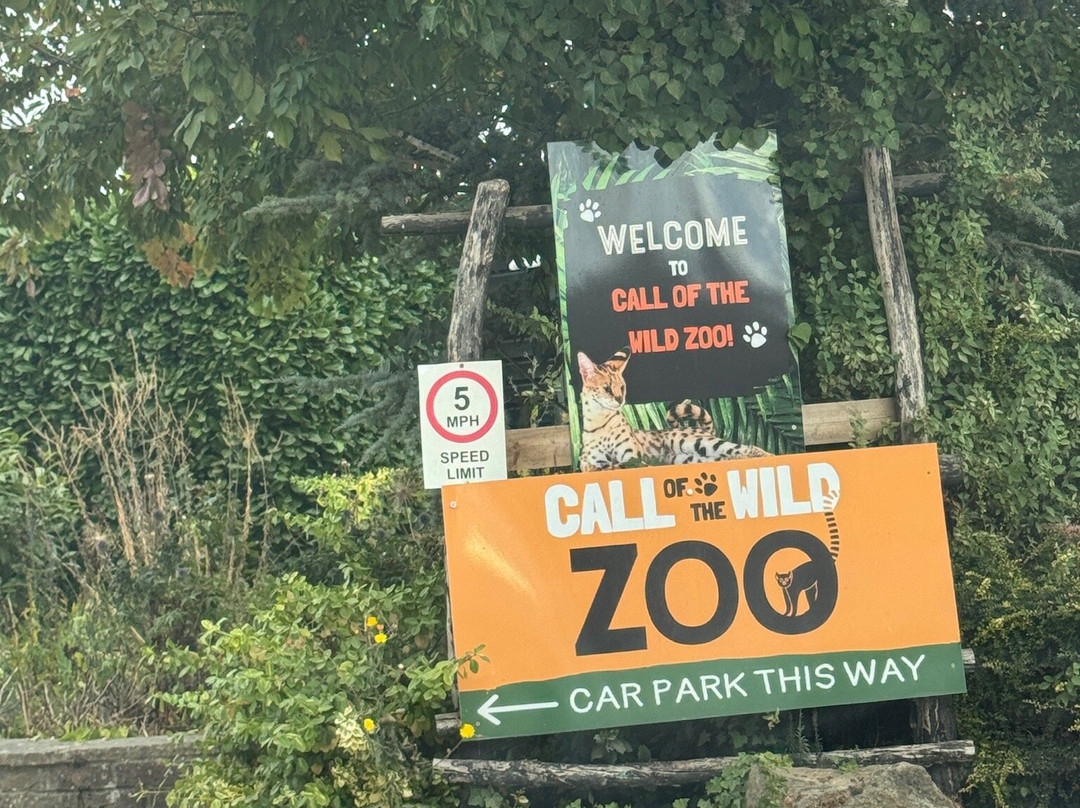 WELCOME
TO
CALL OF THE
WILD ZOO!
5
MPH
SPEED
LIMIT
CALL OF THE WILD
ZOO
← CAR PARK THIS WAY